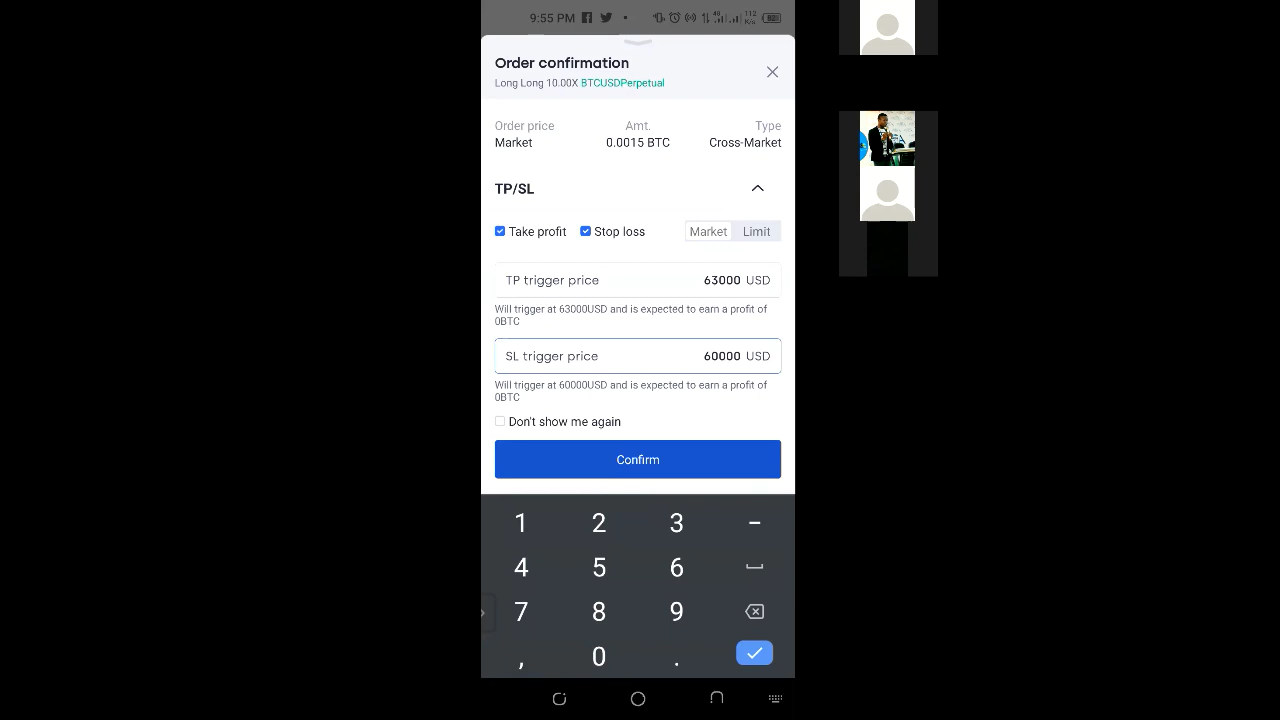 9:55 PM 4G 112 K/s
Order confirmation
Long Long 10.00X BTCUSDPerpetual
Order price Amt. Type
Market 0.0015 BTC Cross-Market
TP/SL
Take profit Stop loss Market Limit
TP trigger price 63000 USD
Will trigger at 63000USD and is expected to earn a profit of
0BTC
SL trigger price 60000 USD
Will trigger at 60000USD and is expected to earn a profit of
0BTC
Don't show me again
Confirm
1 2 3 -
4 5 6
7 8 9
, 0 .